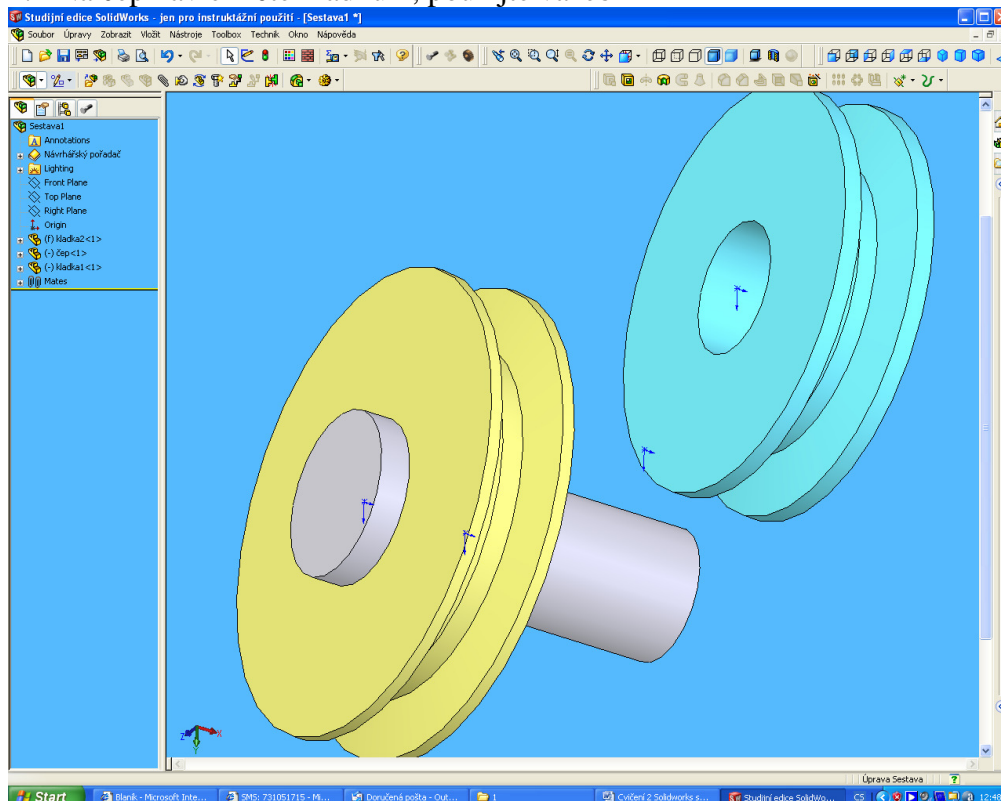 Studijní edice SolidWorks - jen pro instruktážní použití - [Sestava1 *]
Soubor Úpravy Zobrazit Vložit Nástroje Toolbox Technik Okno Nápověda
Sestava1
Annotations
Návrhářský pořadač
Lighting
Front Plane
Top Plane
Right Plane
Origin
(f) kladka2<1>
(-) čep<1>
(-) kladka1<1>
Mates
Z
X
Y
Úprava Sestava
Start
Blaník - Microsoft Inte...
SMS: 731051715 - Mi...
Doručená pošta - Out...
1
Cvičení 2 Solidworks s...
Studijní edice SolidWo...
CS